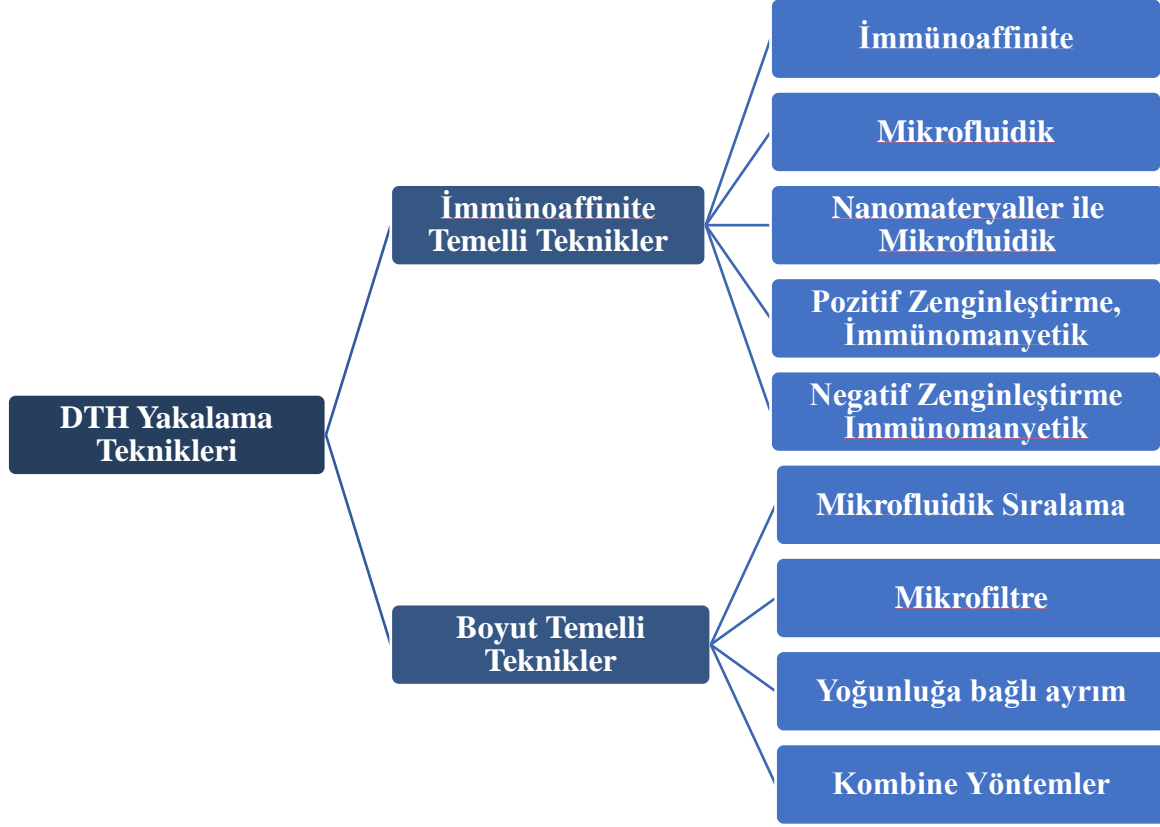 DTH Yakalama
Teknikleri
İmmünoaffinite
Temelli Teknikler
İmmünoaffinite
Mikrofluidik
Nanomateryaller ile
Mikrofluidik
Pozitif Zenginleştirme,
İmmünomanyetik
Negatif Zenginleştirme
İmmünomanyetik
Boyut Temelli
Teknikler
Mikrofluidik Sıralama
Mikrofiltre
Yoğunluğa bağlı ayrım
Kombine Yöntemler